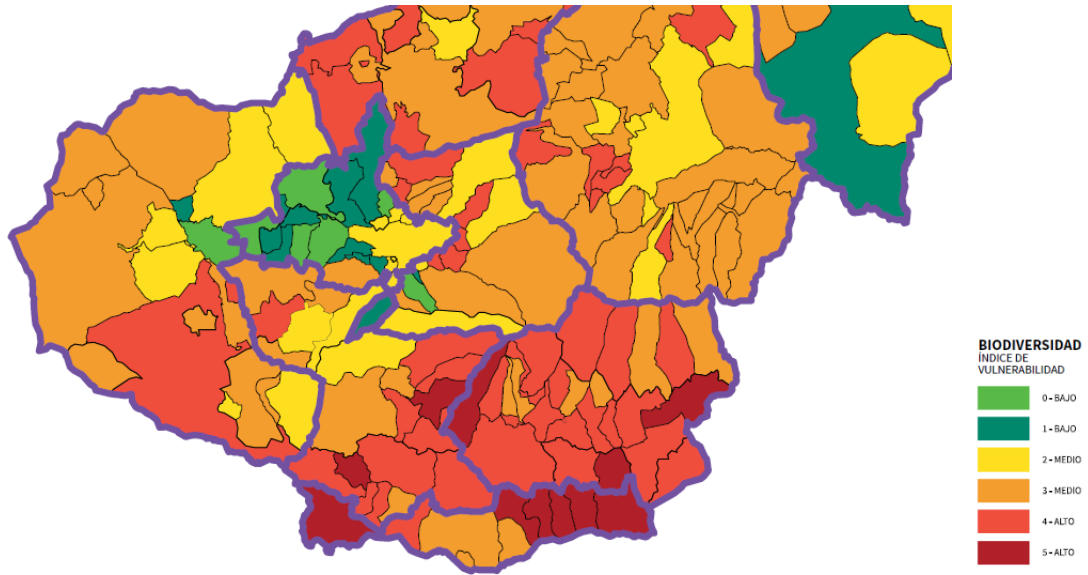 BIODIVERSIDAD
ÍNDICE DE
VULNERABILIDAD
0 - BAJO
1 - BAJO
2 - MEDIO
3 - MEDIO
4 - ALTO
5 - ALTO